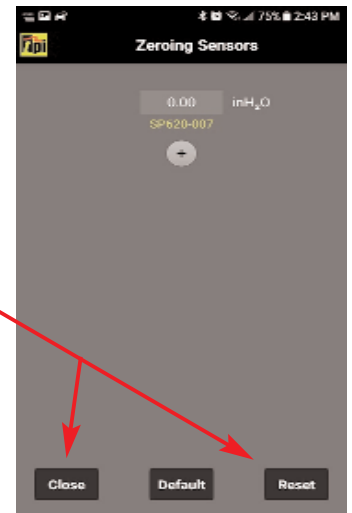 75% 2:43 PM
TPI Zeroing Sensors
0.00 inH₂O
SP620-007
+
Close Default Reset